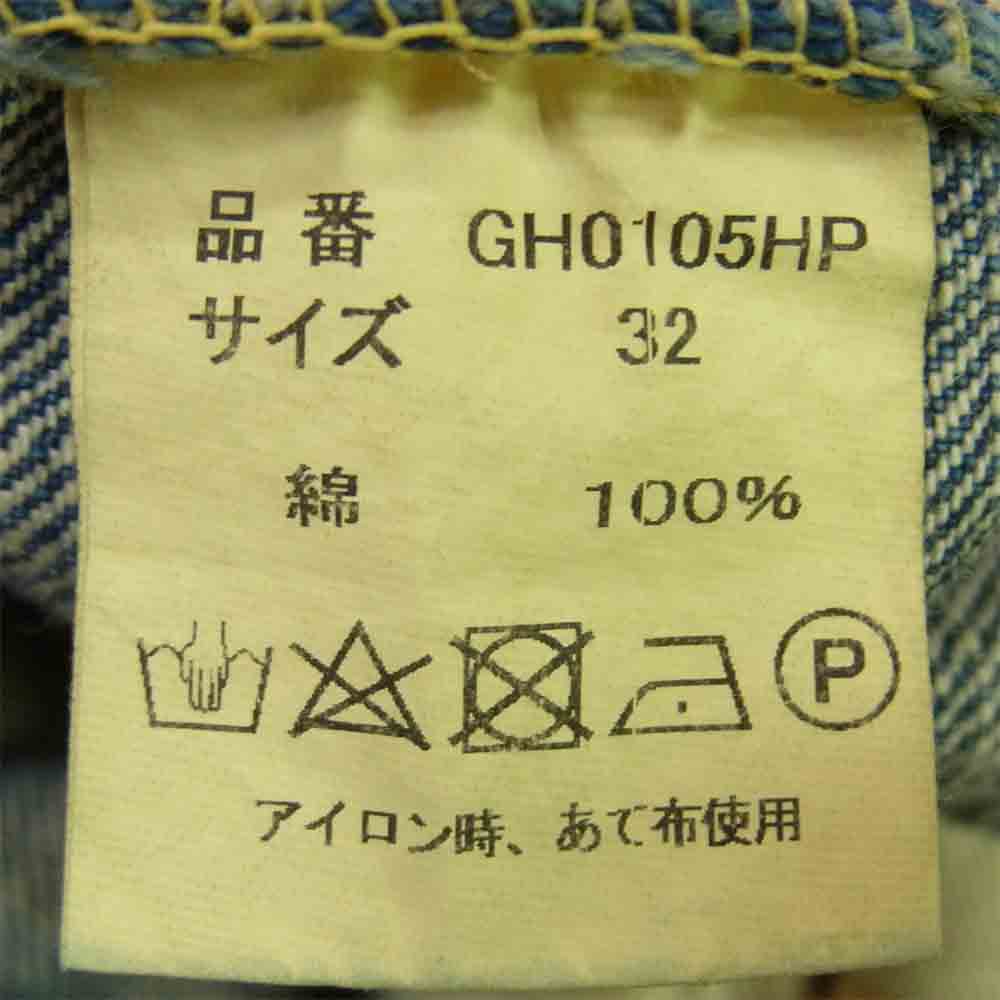 品番 GH0105HP
サイズ 32
綿 100%
P
アイロン時、あて布使用